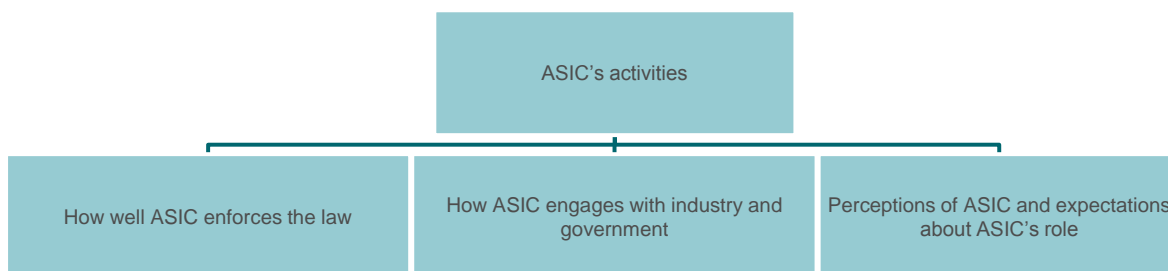 ASIC’s activities
How well ASIC enforces the law
How ASIC engages with industry and
government
Perceptions of ASIC and expectations
about ASIC’s role